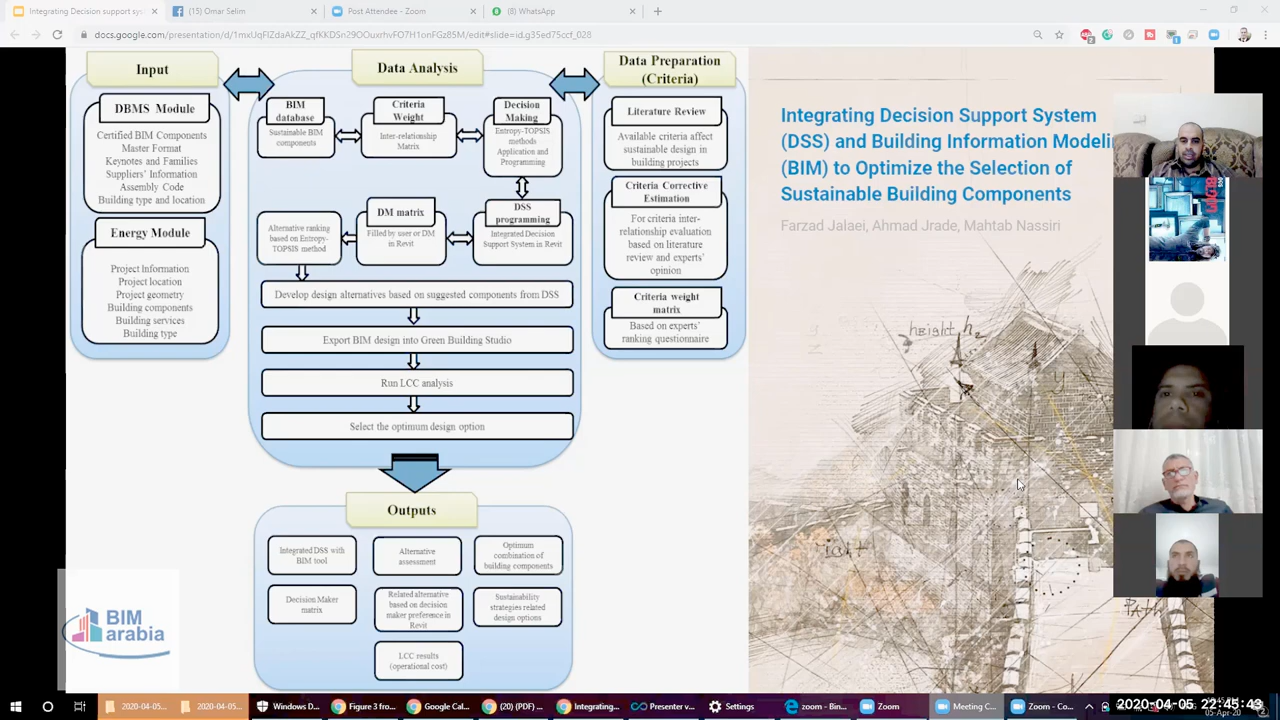 Integrating Decision support sys
(15) Omar Selim
Post Attendee - Zoom
(8) WhatsApp
docs.google.com/presentation/d/1mxIJqFIZdaAkZZ_qfKKDSn29OOuxrhvFO7H1onFGz85M/edit#slide=id.g35ed75ccf_028
Input
DBMS Module
Certified BIM Components
Master Format
Keynotes and Families
Suppliers' Information
Assembly Code
Building type and location
Energy Module
Project Information
Project location
Project geometry
Building components
Building services
Building type
Data Analysis
BIM
database
Sustainable BIM
components
Criteria
Weight
Inter-relationship
Matrix
Decision
Making
Entropy-TOPSIS
methods
Application and
Programming
Alternative ranking
based on Entropy-
TOPSIS method
DM matrix
Filled by user or DM
in Revit
DSS
programming
Integrated Decision
Support System in Revit
Develop design alternatives based on suggested components from DSS
Export BIM design into Green Building Studio
Run LCC analysis
Select the optimum design option
Data Preparation
(Criteria)
Literature Review
Available criteria affect
sustainable design in
building projects
Criteria Corrective
Estimation
For criteria inter-
relationship evaluation
based on literature
review and experts'
opinion
Criteria weight
matrix
Based on experts'
ranking questionnaire
Outputs
Integrated DSS with
BIM tool
Alternative
assessment
Optimum
combination of
building components
Decision Maker
matrix
Related alternative
based on decision
maker preference in
Revit
Sustainability
strategies related
design options
LCC results
(operational cost)
BIM
arabia
Integrating Decision Support System
(DSS) and Building Information Modeli
(BIM) to Optimize the Selection of
Sustainable Building Components
Farzad Jalaei, Ahmad Jrade, Mahtab Nassiri
height h2
2020-04-05...
2020-04-05...
Windows D...
Figure 3 fro...
Google Cal...
(2) (PDF) ...
Integrating...
Presenter v...
Settings
zoom - Bin...
Zoom
Meeting C...
Zoom - Co...
2020-04-05 22:45:43
05-Apr-20